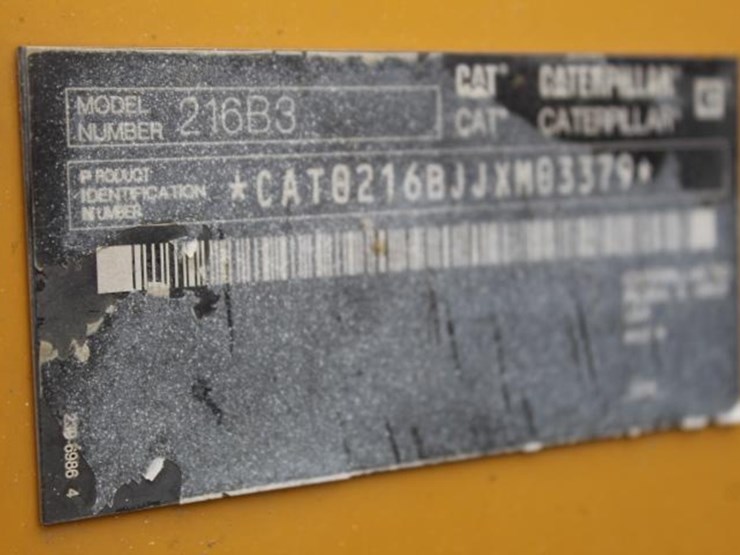 CAT CATERPILLAR
CAT CATERPILLAR
MODEL NUMBER 216B3
PRODUCT IDENTIFICATION NUMBER *CAT0216BJJXM03379*